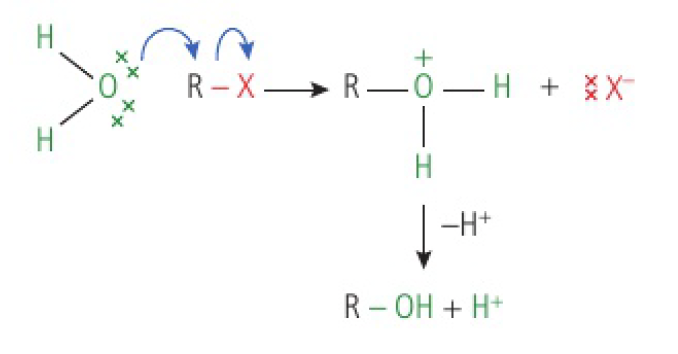 H
O R – X → R — O⁺ — H + X⁻
H
H
–H⁺
R – OH + H⁺